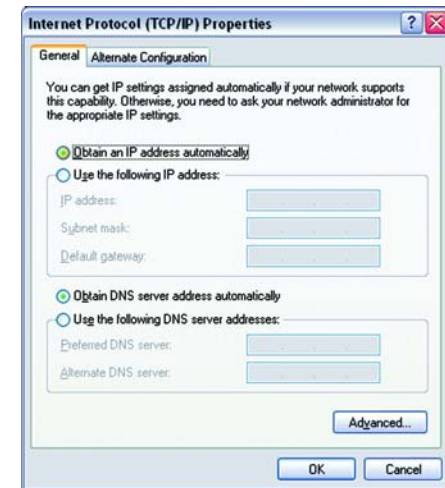 Internet Protocol (TCP/IP) Properties
General
Alternate Configuration
You can get IP settings assigned automatically if your network supports
this capability. Otherwise, you need to ask your network administrator for
the appropriate IP settings.
Obtain an IP address automatically
Use the following IP address:
IP address:
Subnet mask:
Default gateway:
Obtain DNS server address automatically
Use the following DNS server addresses:
Preferred DNS server:
Alternate DNS server:
Advanced...
OK
Cancel